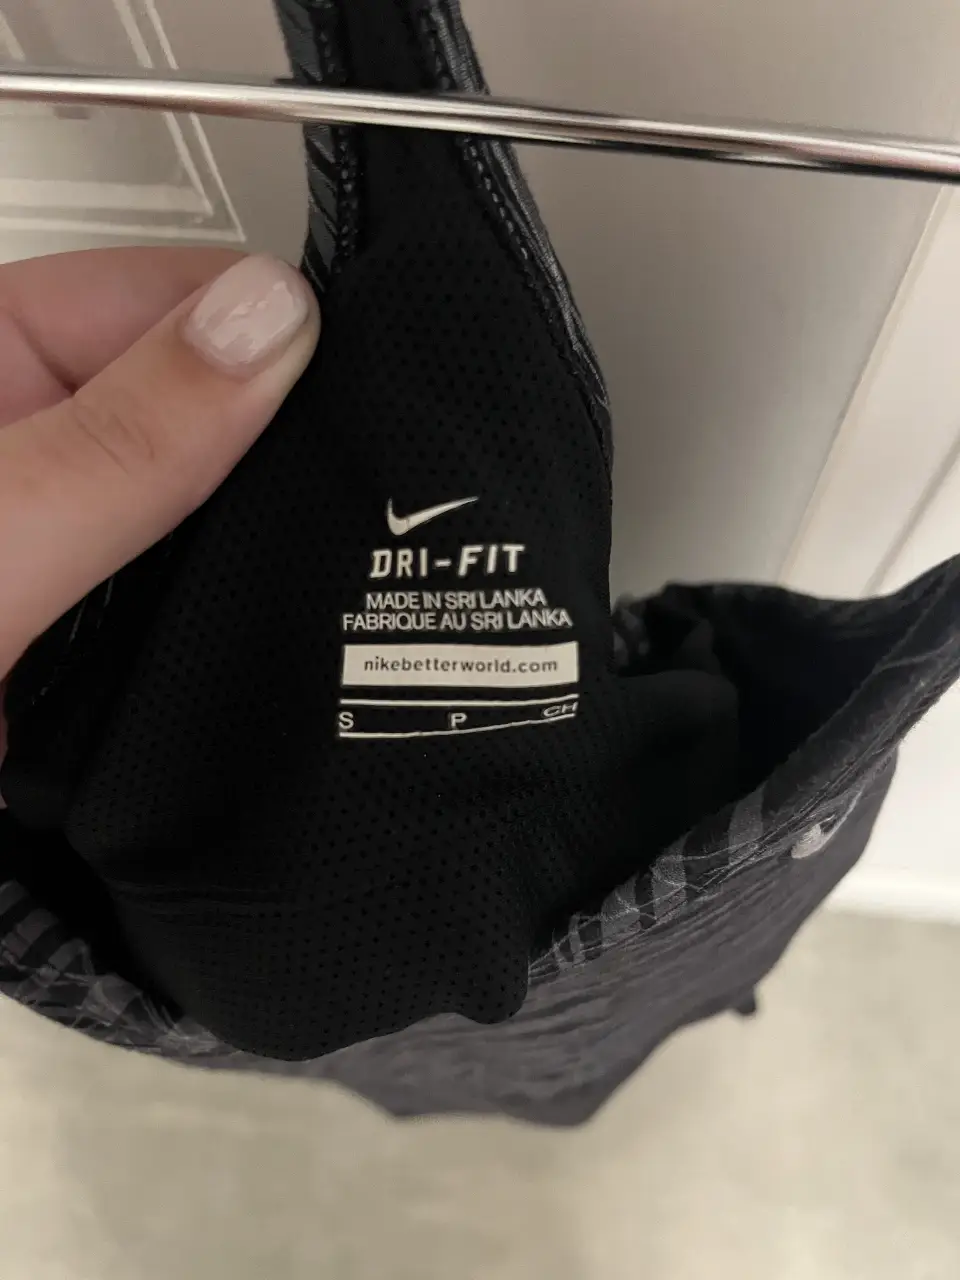 DRI-FIT
MADE IN SRI LANKA
FABRIQUE AU SRI LANKA
nikebetterworld.com
S P CH